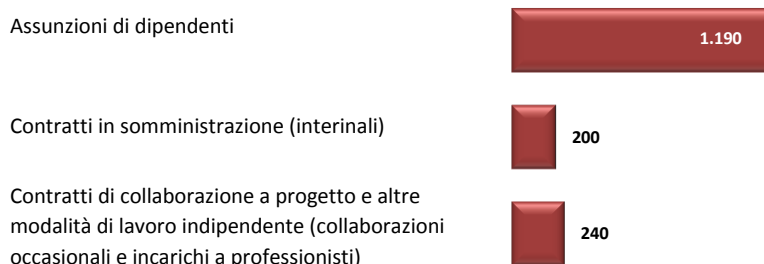 Assunzioni di dipendenti
1.190
Contratti in somministrazione (interinali)
200
Contratti di collaborazione a progetto e altre
modalità di lavoro indipendente (collaborazioni
occasionali e incarichi a professionisti)
240